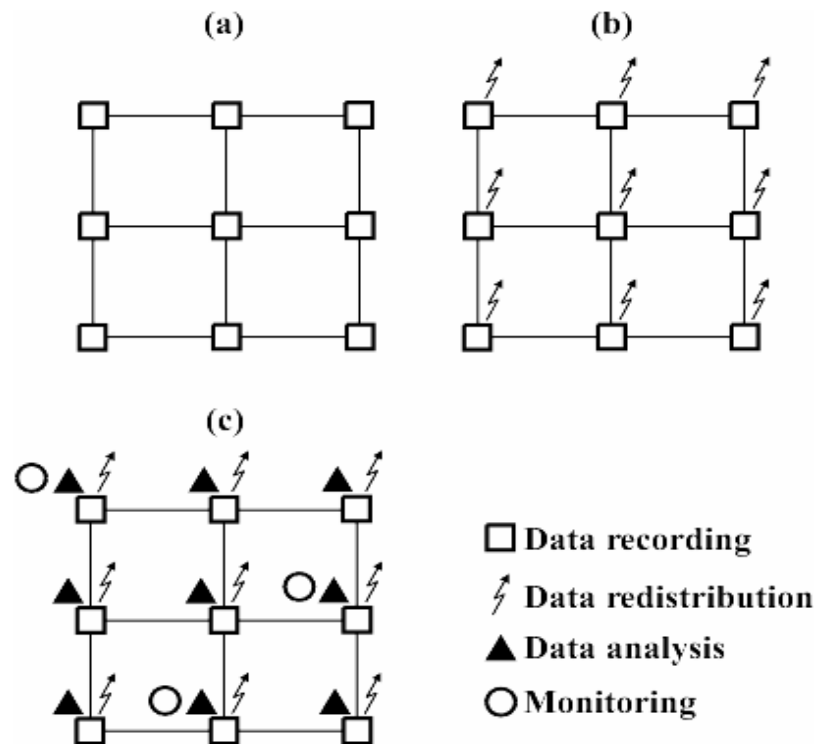 (a)
(b)
(c)
Data recording
Data redistribution
Data analysis
Monitoring